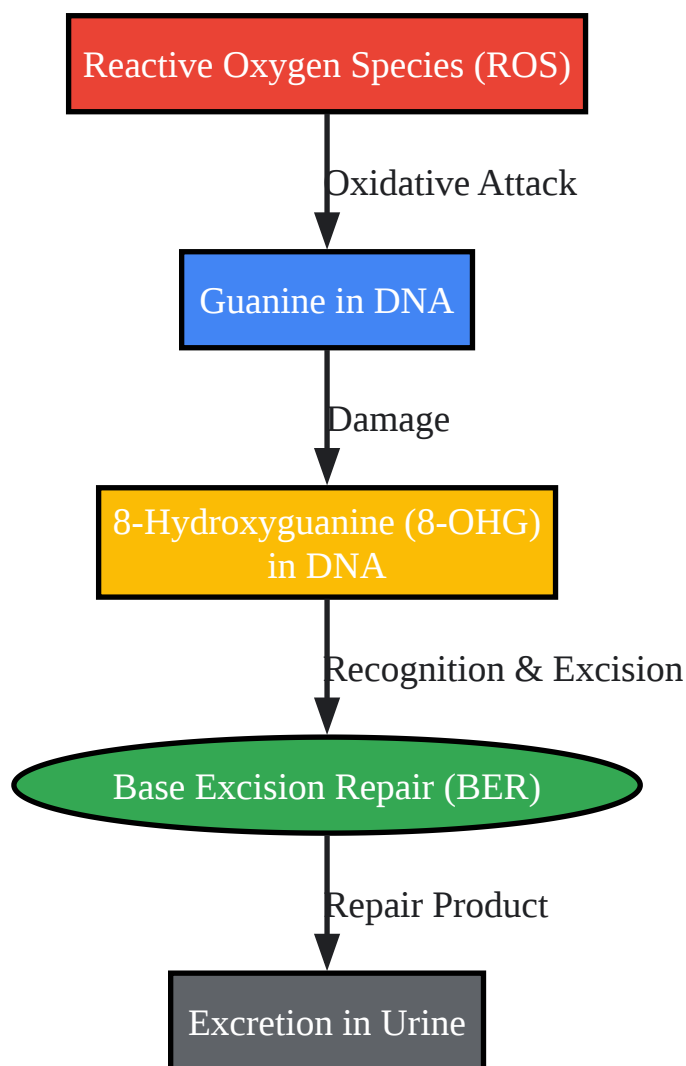 Reactive Oxygen Species (ROS)
Oxidative Attack
Guanine in DNA
Damage
8-Hydroxyguanine (8-OHG)
in DNA
Recognition & Excision
Base Excision Repair (BER)
Repair Product
Excretion in Urine